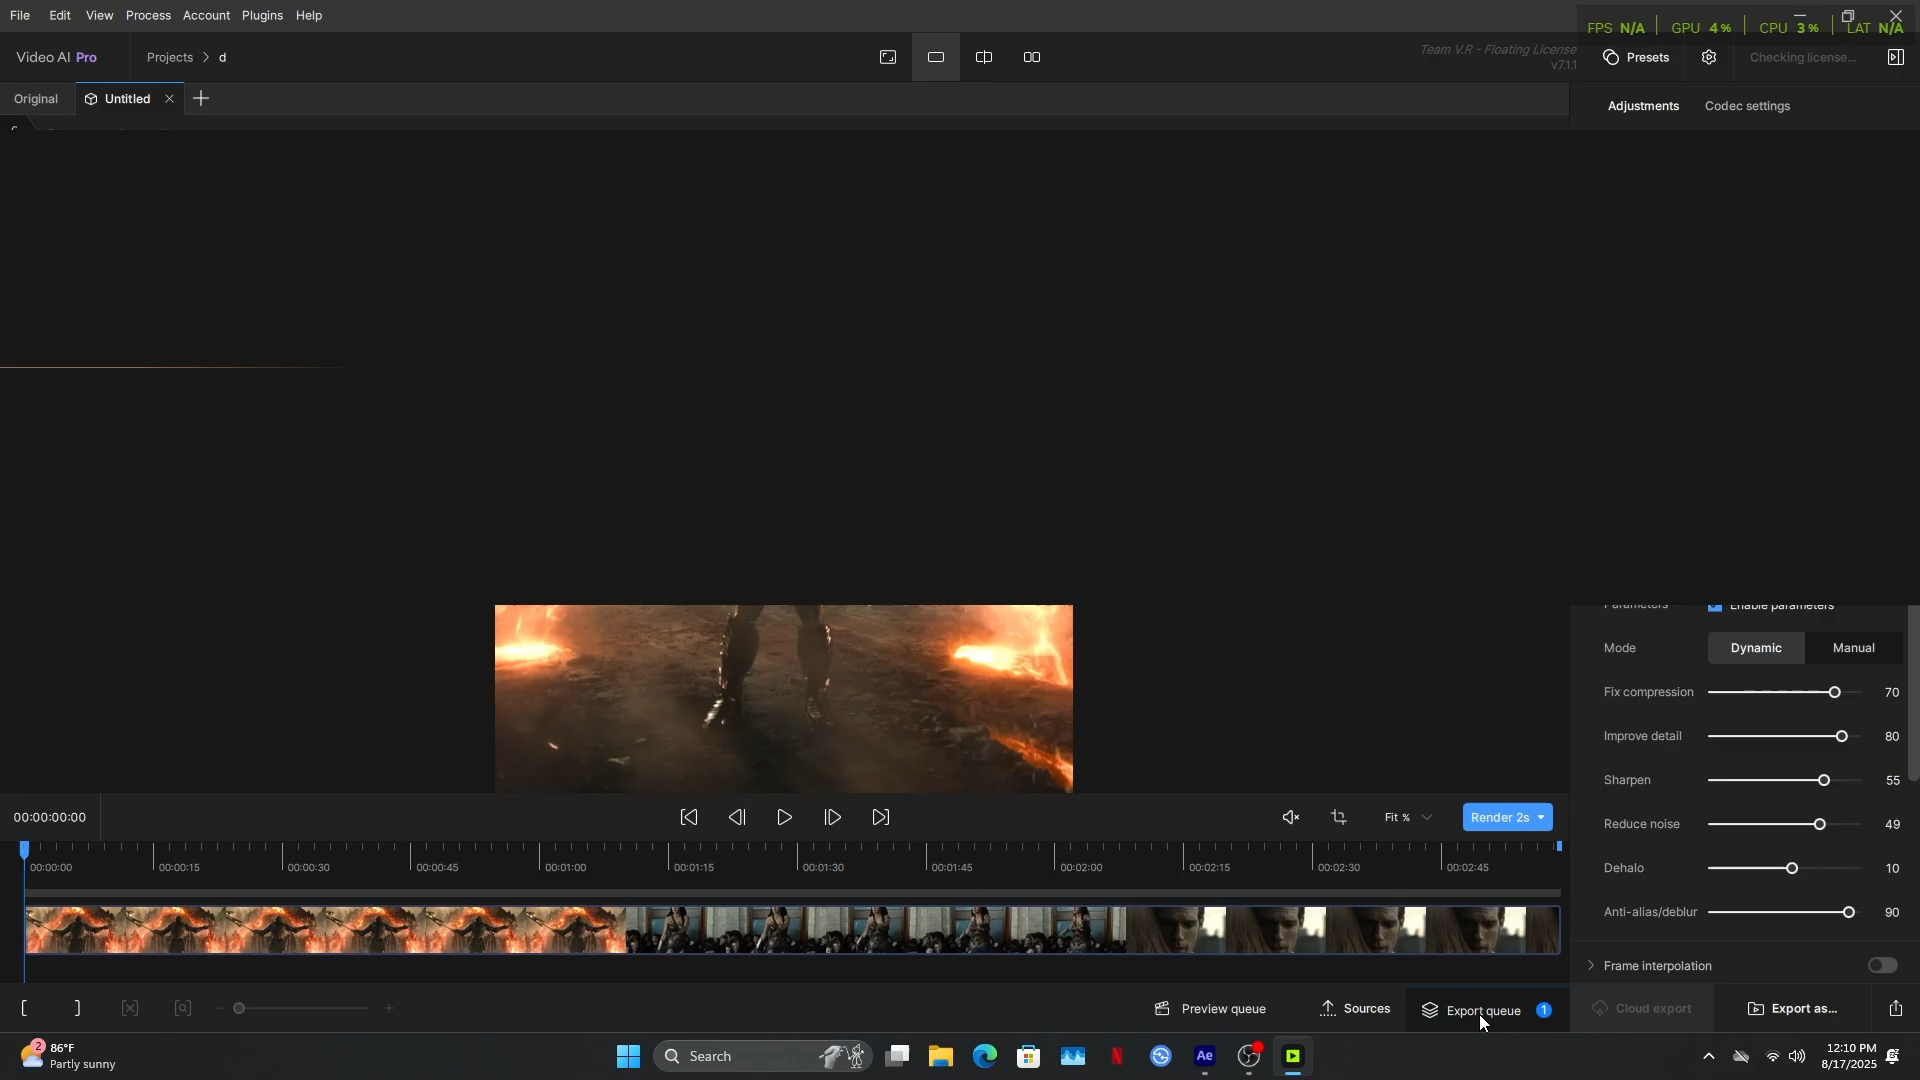 File Edit View Process Account Plugins Help
FPS N/A GPU 4% CPU 3% LAT N/A
Video AI Pro Projects > d Team V.R - Floating License Presets Checking license...
v7.1.1
Original Untitled Adjustments Codec settings
Parameters Enable parameters
Mode Dynamic Manual
Fix compression 70
Improve detail 80
Sharpen 55
00:00:00:00 Fit % Render 2s Reduce noise 49
00:00:00 00:00:15 00:00:30 00:00:45 00:01:00 00:01:15 00:01:30 00:01:45 00:02:00 00:02:15 00:02:30 00:02:45 Dehalo 10
Anti-alias/deblur 90
Frame interpolation
Preview queue Sources Export queue 1 Cloud export Export as...
2 86°F Search Ae 12:10 PM
Partly sunny 8/17/2025